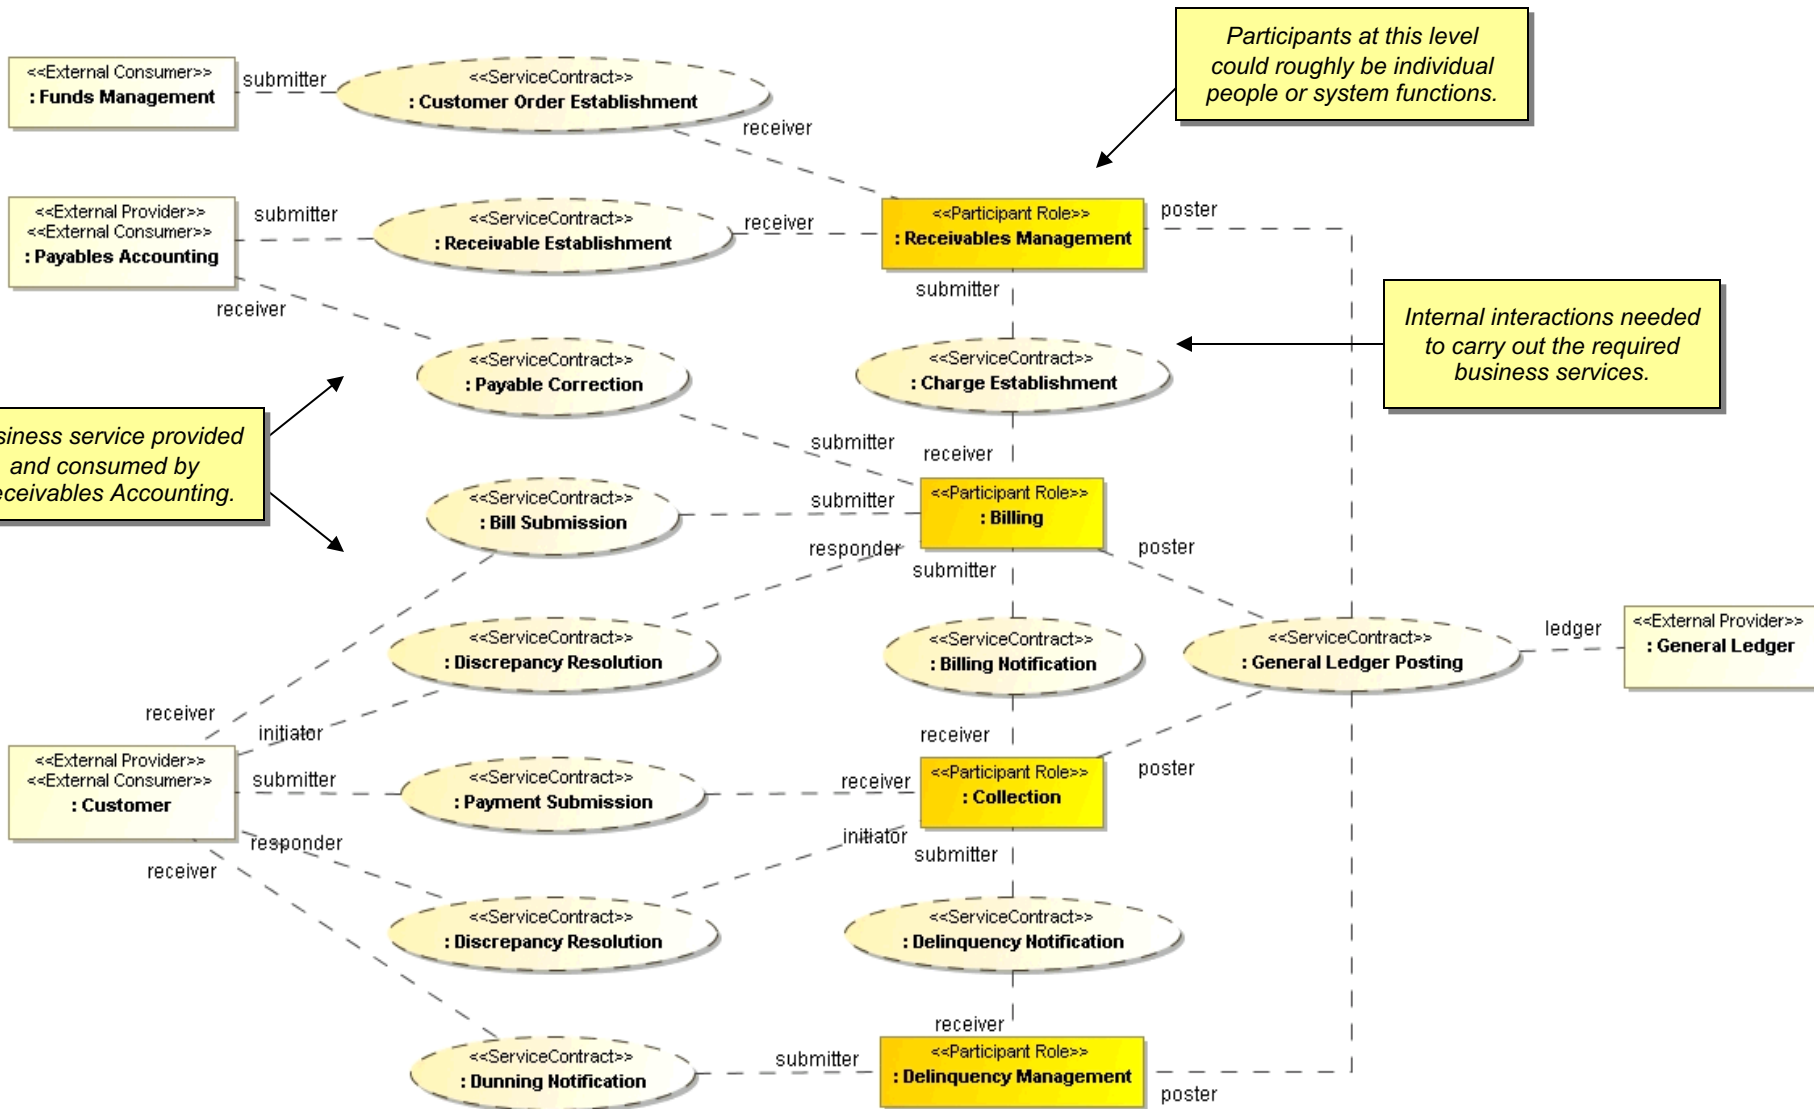 Participants at this level
could roughly be individual
people or system functions.
<<External Consumer>>
: Funds Management
submitter
<<ServiceContract>>
: Customer Order Establishment
receiver
<<External Provider>>
<<External Consumer>>
: Payables Accounting
submitter
<<ServiceContract>>
: Receivable Establishment
receiver
<<Participant Role>>
: Receivables Management
poster
receiver
submitter
<<ServiceContract>>
: Payable Correction
<<ServiceContract>>
: Charge Establishment
Internal interactions needed
to carry out the required
business services.
siness service provided
and consumed by
eceivables Accounting.
submitter
receiver
<<ServiceContract>>
: Bill Submission
submitter
<<Participant Role>>
: Billing
responder
submitter
poster
<<ServiceContract>>
: Discrepancy Resolution
<<ServiceContract>>
: Billing Notification
<<ServiceContract>>
: General Ledger Posting
ledger
<<External Provider>>
: General Ledger
receiver
initiator
receiver
<<External Provider>>
<<External Consumer>>
: Customer
submitter
<<ServiceContract>>
: Payment Submission
receiver
<<Participant Role>>
: Collection
poster
responder
receiver
initiator
submitter
<<ServiceContract>>
: Discrepancy Resolution
<<ServiceContract>>
: Delinquency Notification
receiver
<<ServiceContract>>
: Dunning Notification
submitter
<<Participant Role>>
: Delinquency Management
poster